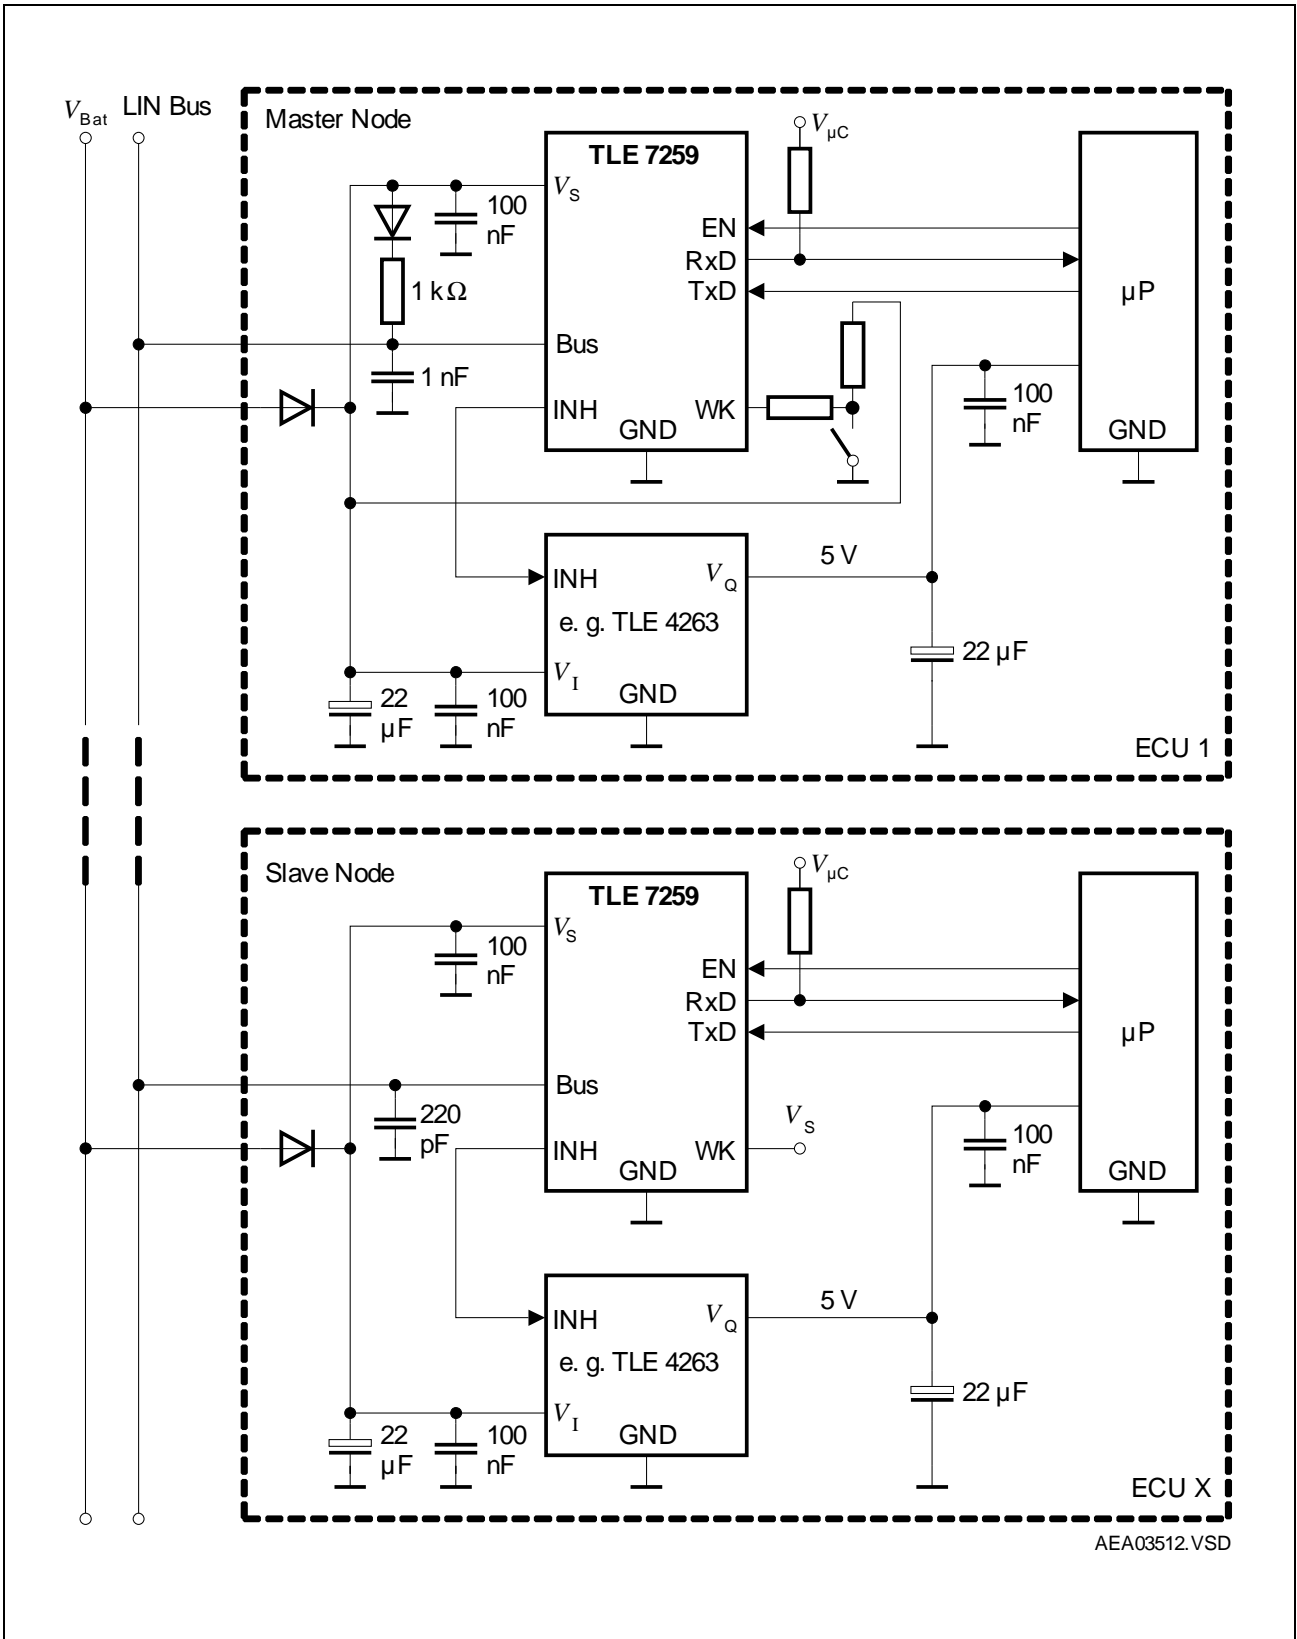 V_Bat
LIN Bus
Master Node
TLE 7259
V_S
100
nF
1 kΩ
Bus
1 nF
INH
GND
EN
RxD
TxD
WK
V_µC
µP
100
nF
GND
INH
V_Q
e. g. TLE 4263
V_I
GND
5 V
22 µF
22
µF
100
nF
ECU 1
Slave Node
TLE 7259
V_S
100
nF
Bus
220
pF
INH
GND
EN
RxD
TxD
WK
V_S
V_µC
µP
100
nF
GND
INH
V_Q
e. g. TLE 4263
V_I
GND
5 V
22 µF
22
µF
100
nF
ECU X
AEA03512.VSD